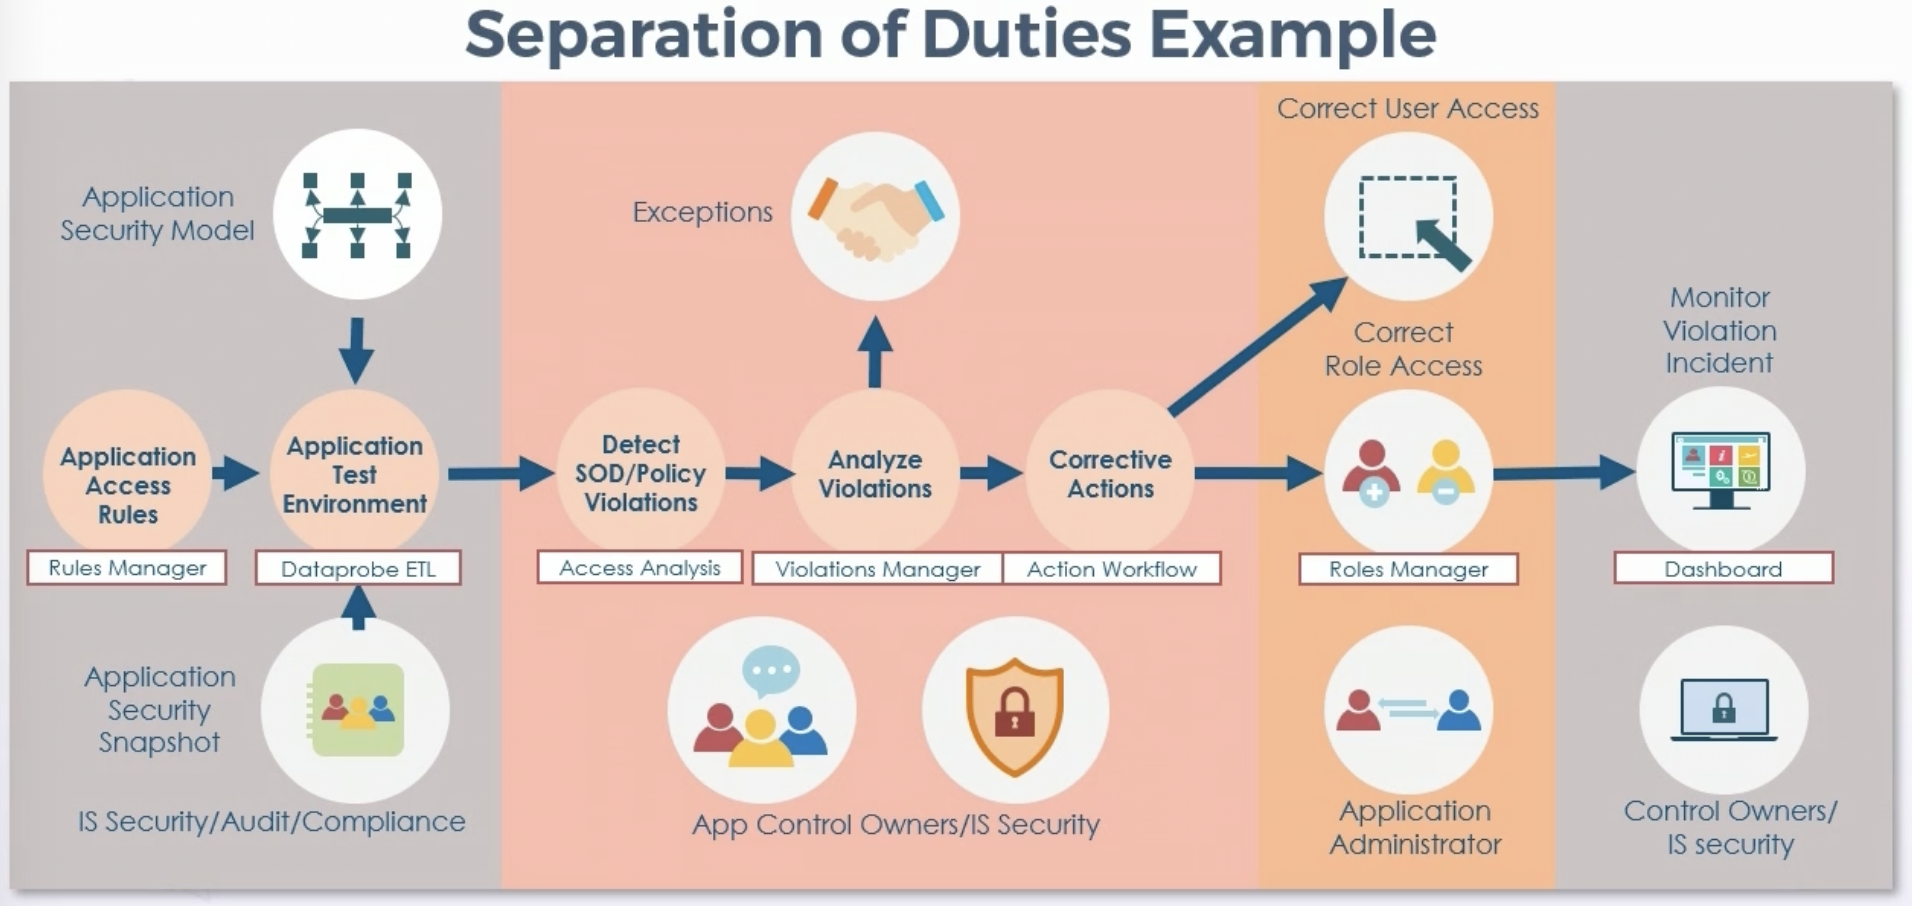 Separation of Duties Example
Application
Security Model
Application
Access
Rules
Rules Manager
Application
Test
Environment
Dataprobe ETL
Application
Security
Snapshot
IS Security/Audit/Compliance
Exceptions
Detect
SOD/Policy
Violations
Access Analysis
Analyze
Violations
Violations Manager
Corrective
Actions
Action Workflow
App Control Owners/IS Security
Correct User Access
Correct
Role Access
Roles Manager
Application
Administrator
Monitor
Violation
Incident
Dashboard
Control Owners/
IS security